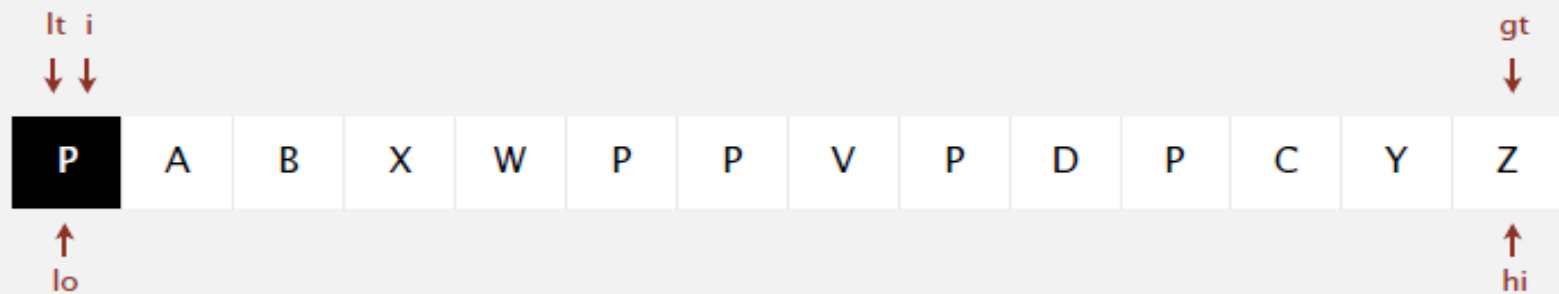 lt i gt
P A B X W P P V P D P C Y Z
lo hi